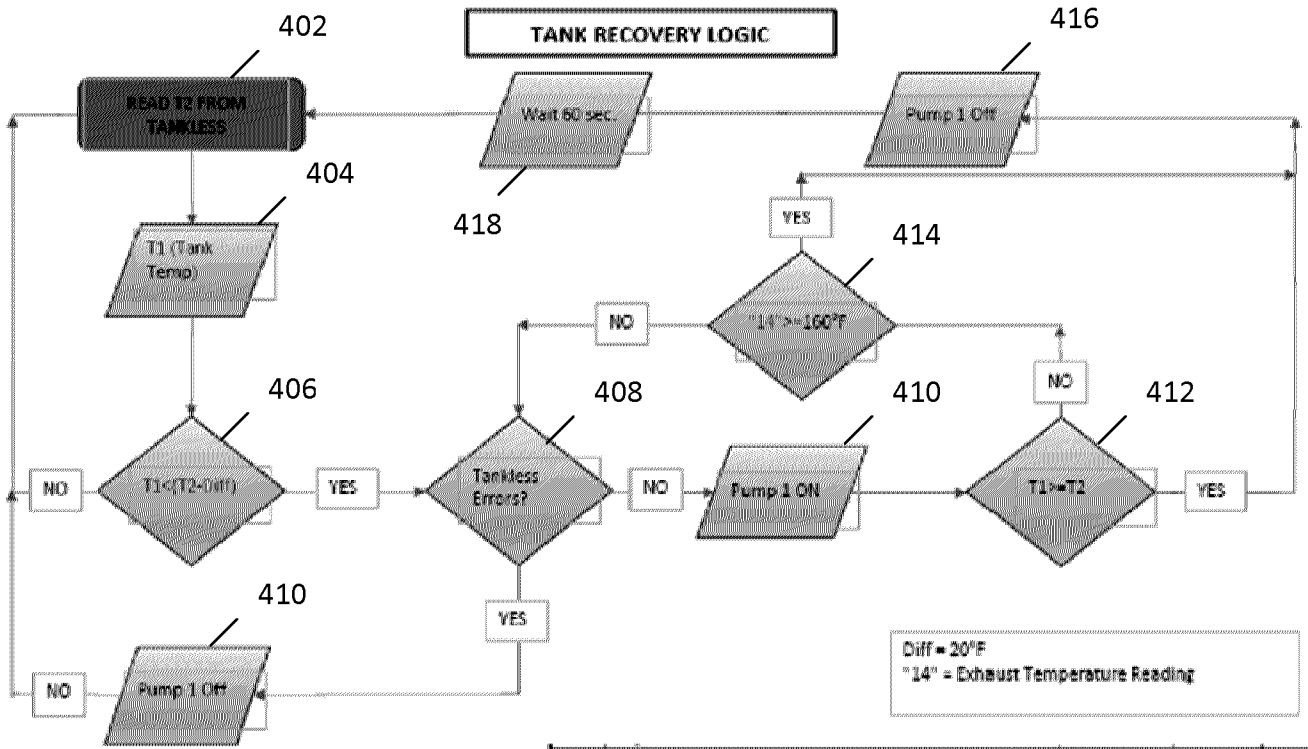 TANK RECOVERY LOGIC
402
416
READ T2 FROM
TANKLESS
Wait 60 sec.
Pump 1 Off
404
418
YES
414
T1 (Tank
Temp)
NO
"14">=160°F
NO
406
408
410
412
NO
T1<(T2-Diff)
YES
Tankless
Errors?
NO
Pump 1 ON
T1>=T2
YES
410
YES
NO
Pump 1 Off
Diff = 20°F
"14" = Exhaust Temperature Reading